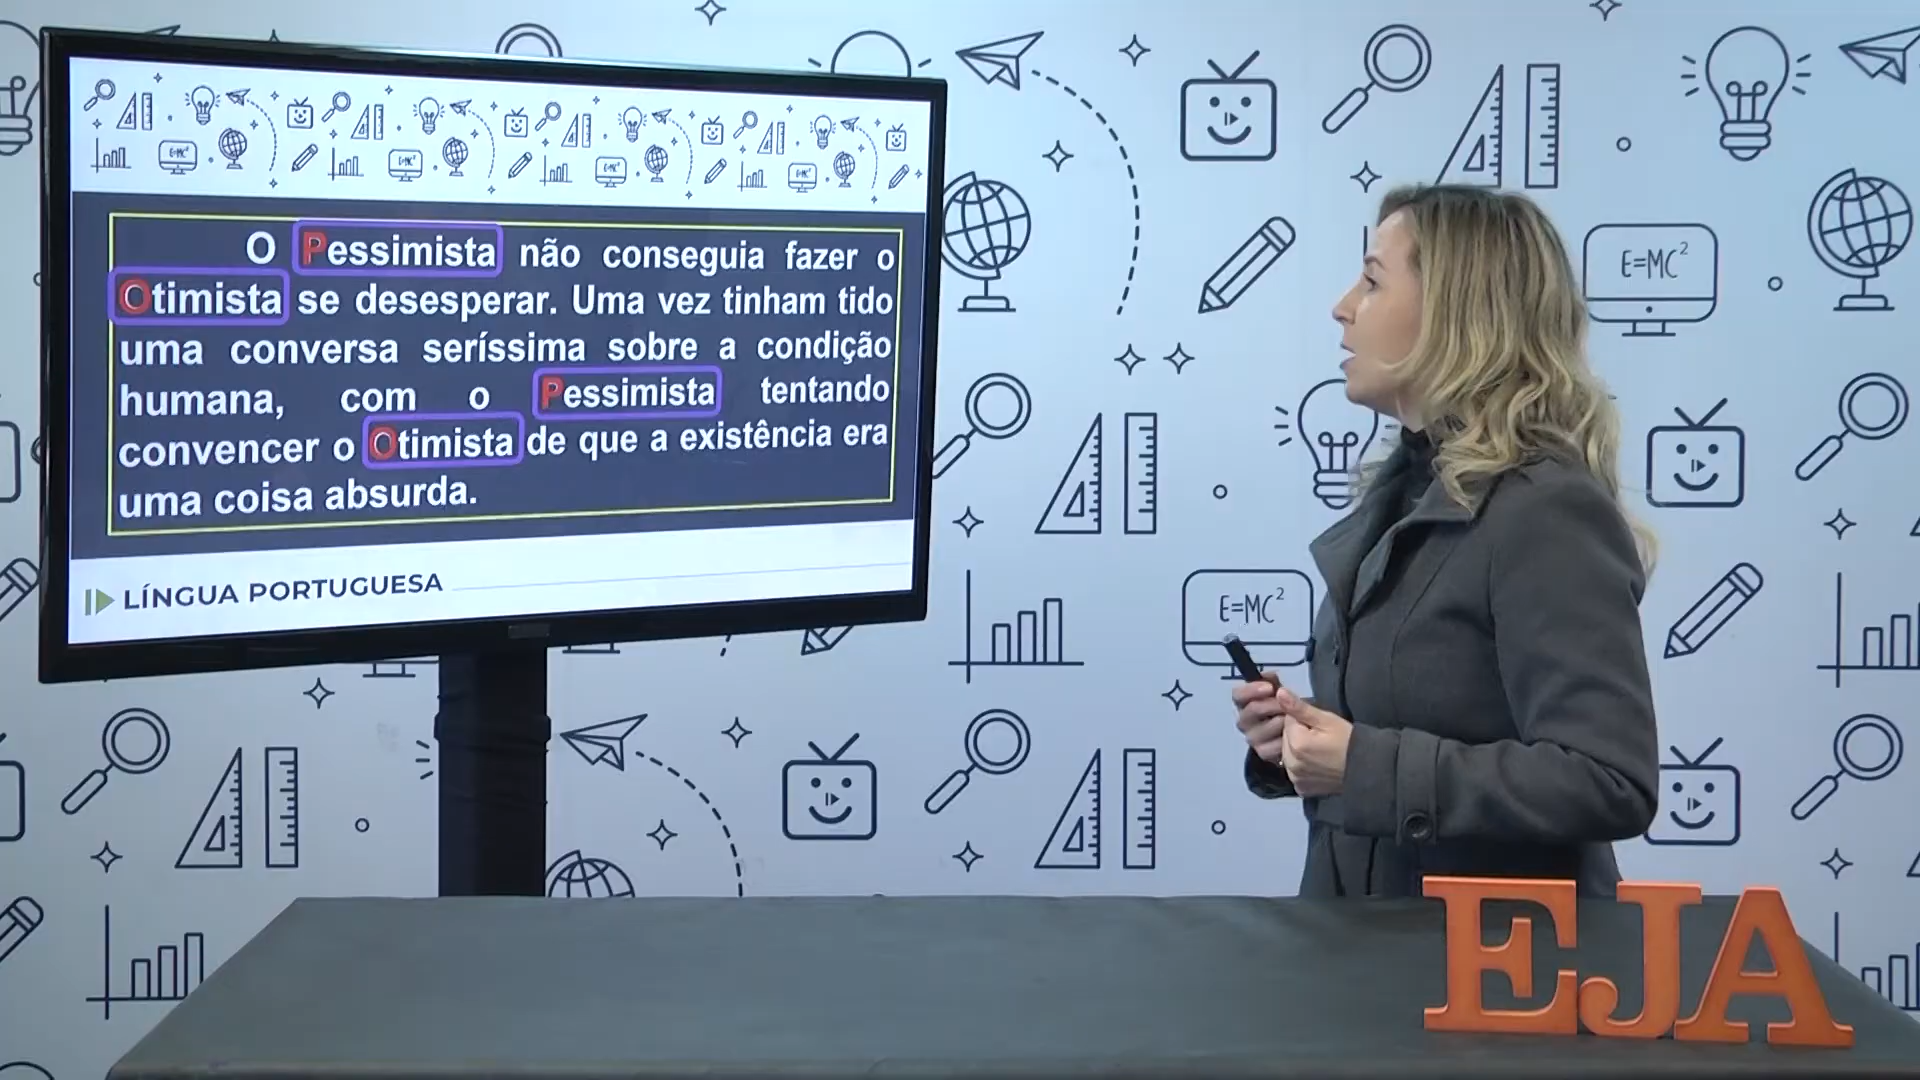 O Pessimista não conseguia fazer o
Otimista se desesperar. Uma vez tinham tido
uma conversa seríssima sobre a condição
humana, com o Pessimista tentando
convencer o Otimista de que a existência era
uma coisa absurda.
LÍNGUA PORTUGUESA
E=MC²
E=MC²
EJA